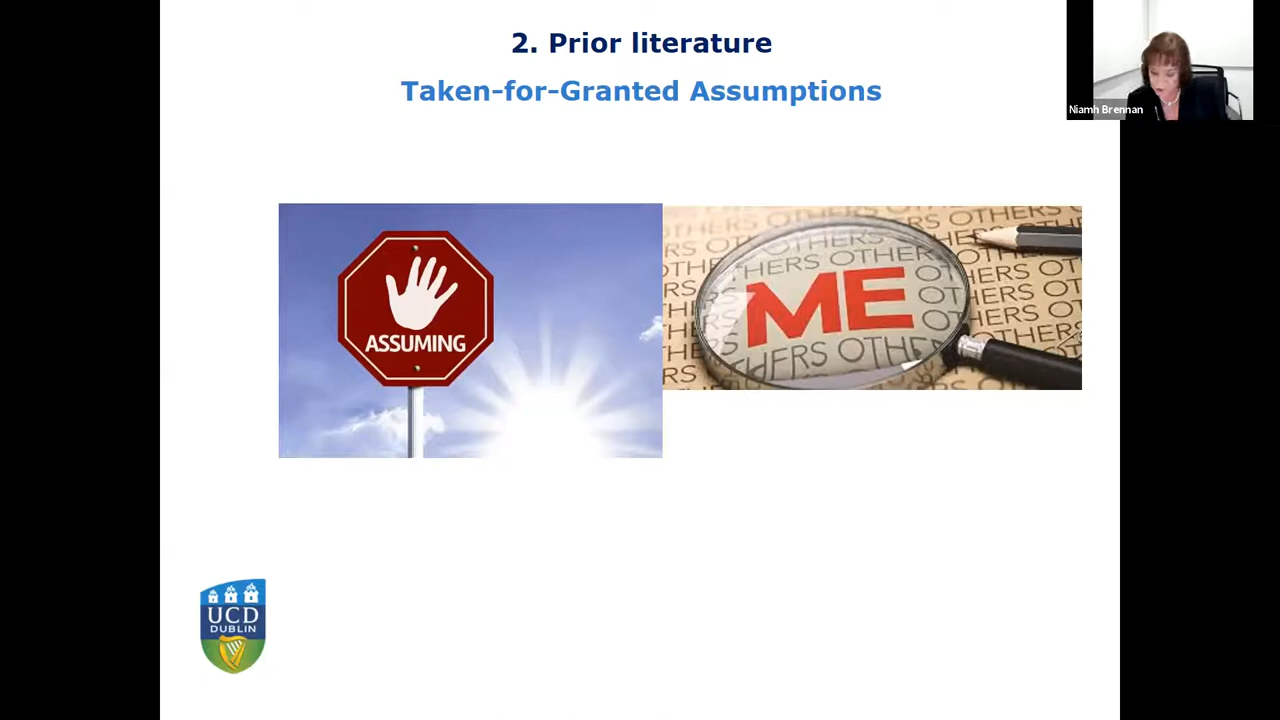 2. Prior literature
Taken-for-Granted Assumptions
Niamh Brennan
ASSUMING
ME
OTHERS
UCD
DUBLIN